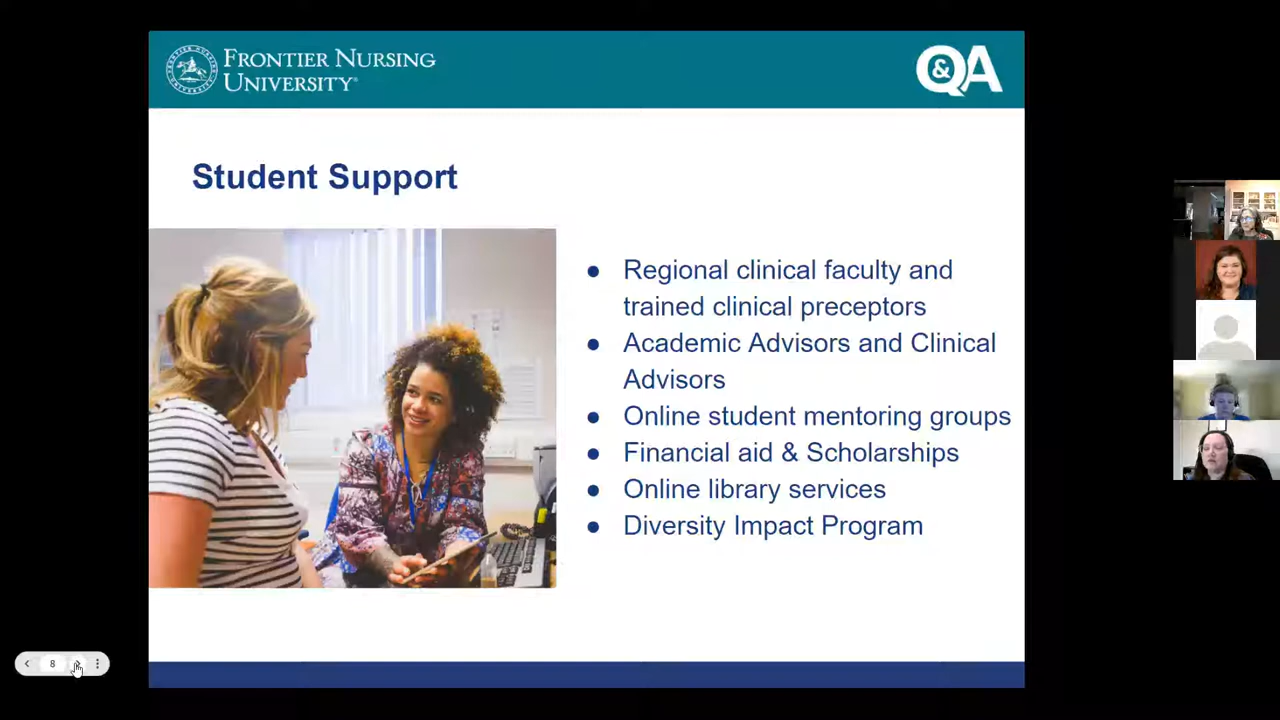 FRONTIER NURSING
UNIVERSITY®
Q&A
Student Support
● Regional clinical faculty and
trained clinical preceptors
● Academic Advisors and Clinical
Advisors
● Online student mentoring groups
● Financial aid & Scholarships
● Online library services
● Diversity Impact Program
8